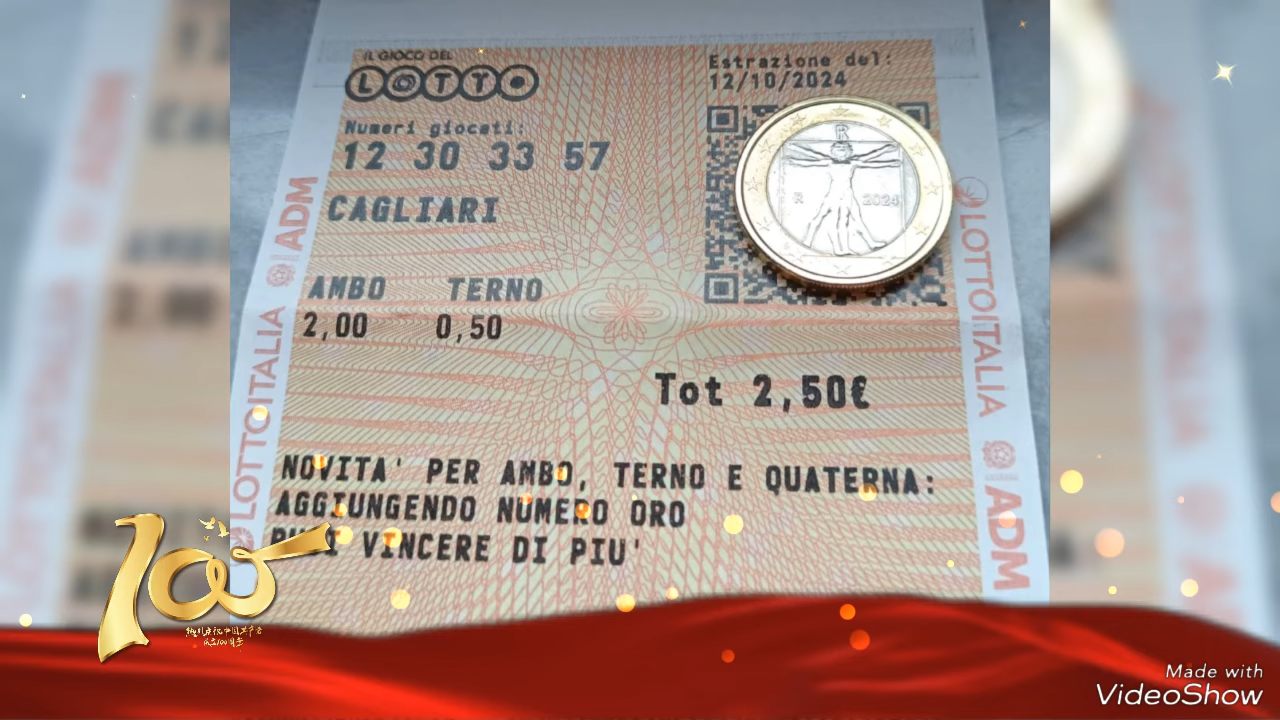 IL GIOCO DEL
LOTTO
Estrazione del:
12/10/2024
Numeri giocati:
12 30 33 57
CAGLIARI
AMBO TERNO
2,00 0,50
Tot 2,50€
NOVITA' PER AMBO, TERNO E QUATERNA:
AGGIUNGENDO NUMERO ORO
PUOI VINCERE DI PIU'
LOTTOITALIA
ADM
LOTTOITALIA
ADM
R
R 2024
100
Made with
VideoShow